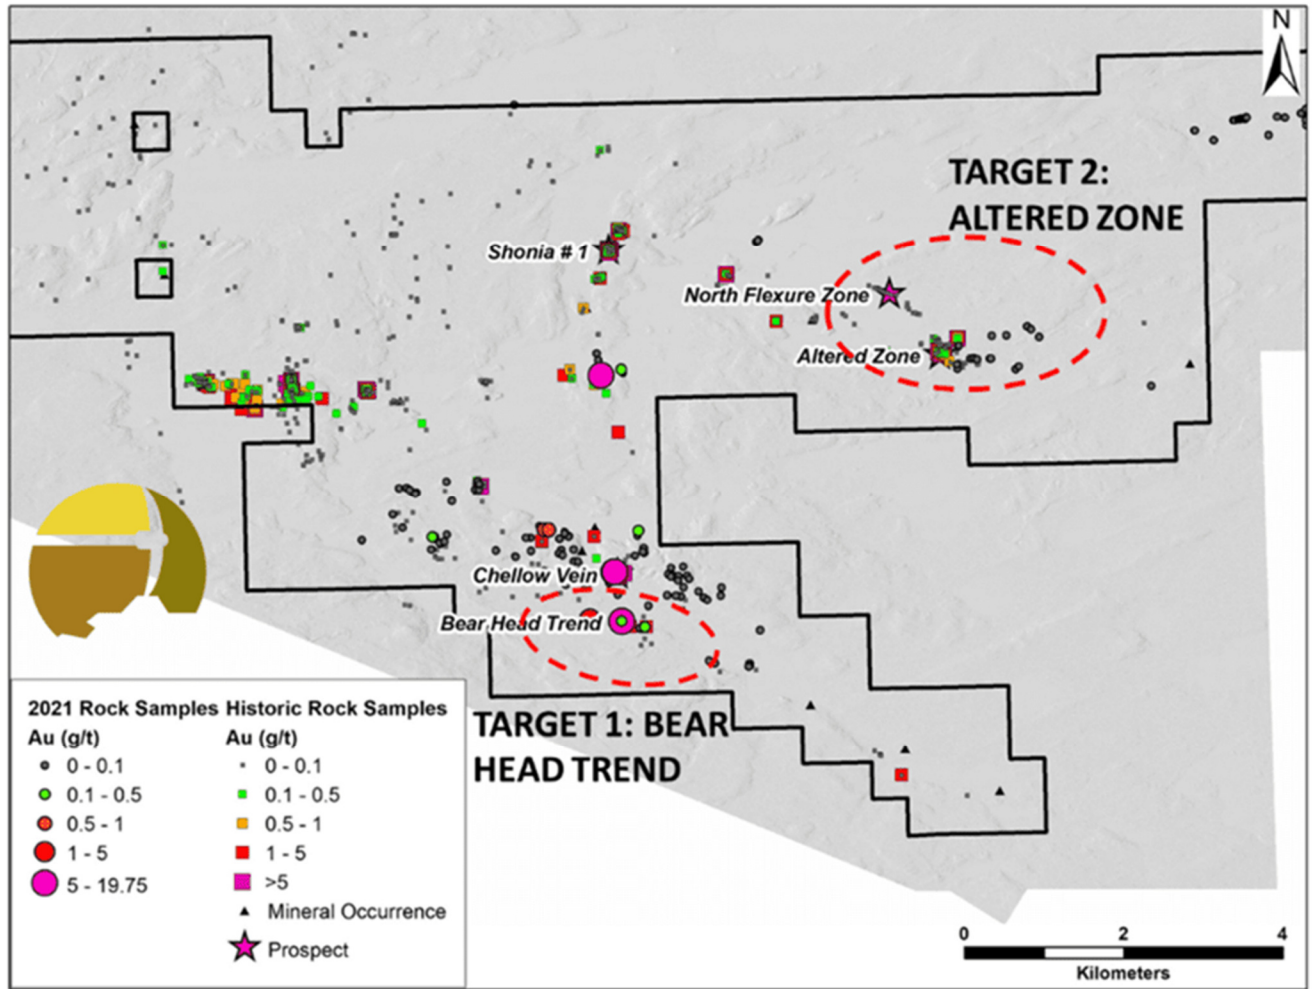 N
TARGET 2:
ALTERED ZONE
Shonia # 1
North Flexure Zone
Altered Zone
Chellow Vein
Bear Head Trend
TARGET 1: BEAR
HEAD TREND
2021 Rock Samples Historic Rock Samples
Au (g/t) Au (g/t)
0 - 0.1 0 - 0.1
0.1 - 0.5 0.1 - 0.5
0.5 - 1 0.5 - 1
1 - 5 1 - 5
5 - 19.75 >5
Mineral Occurrence
Prospect
0 2 4
Kilometers